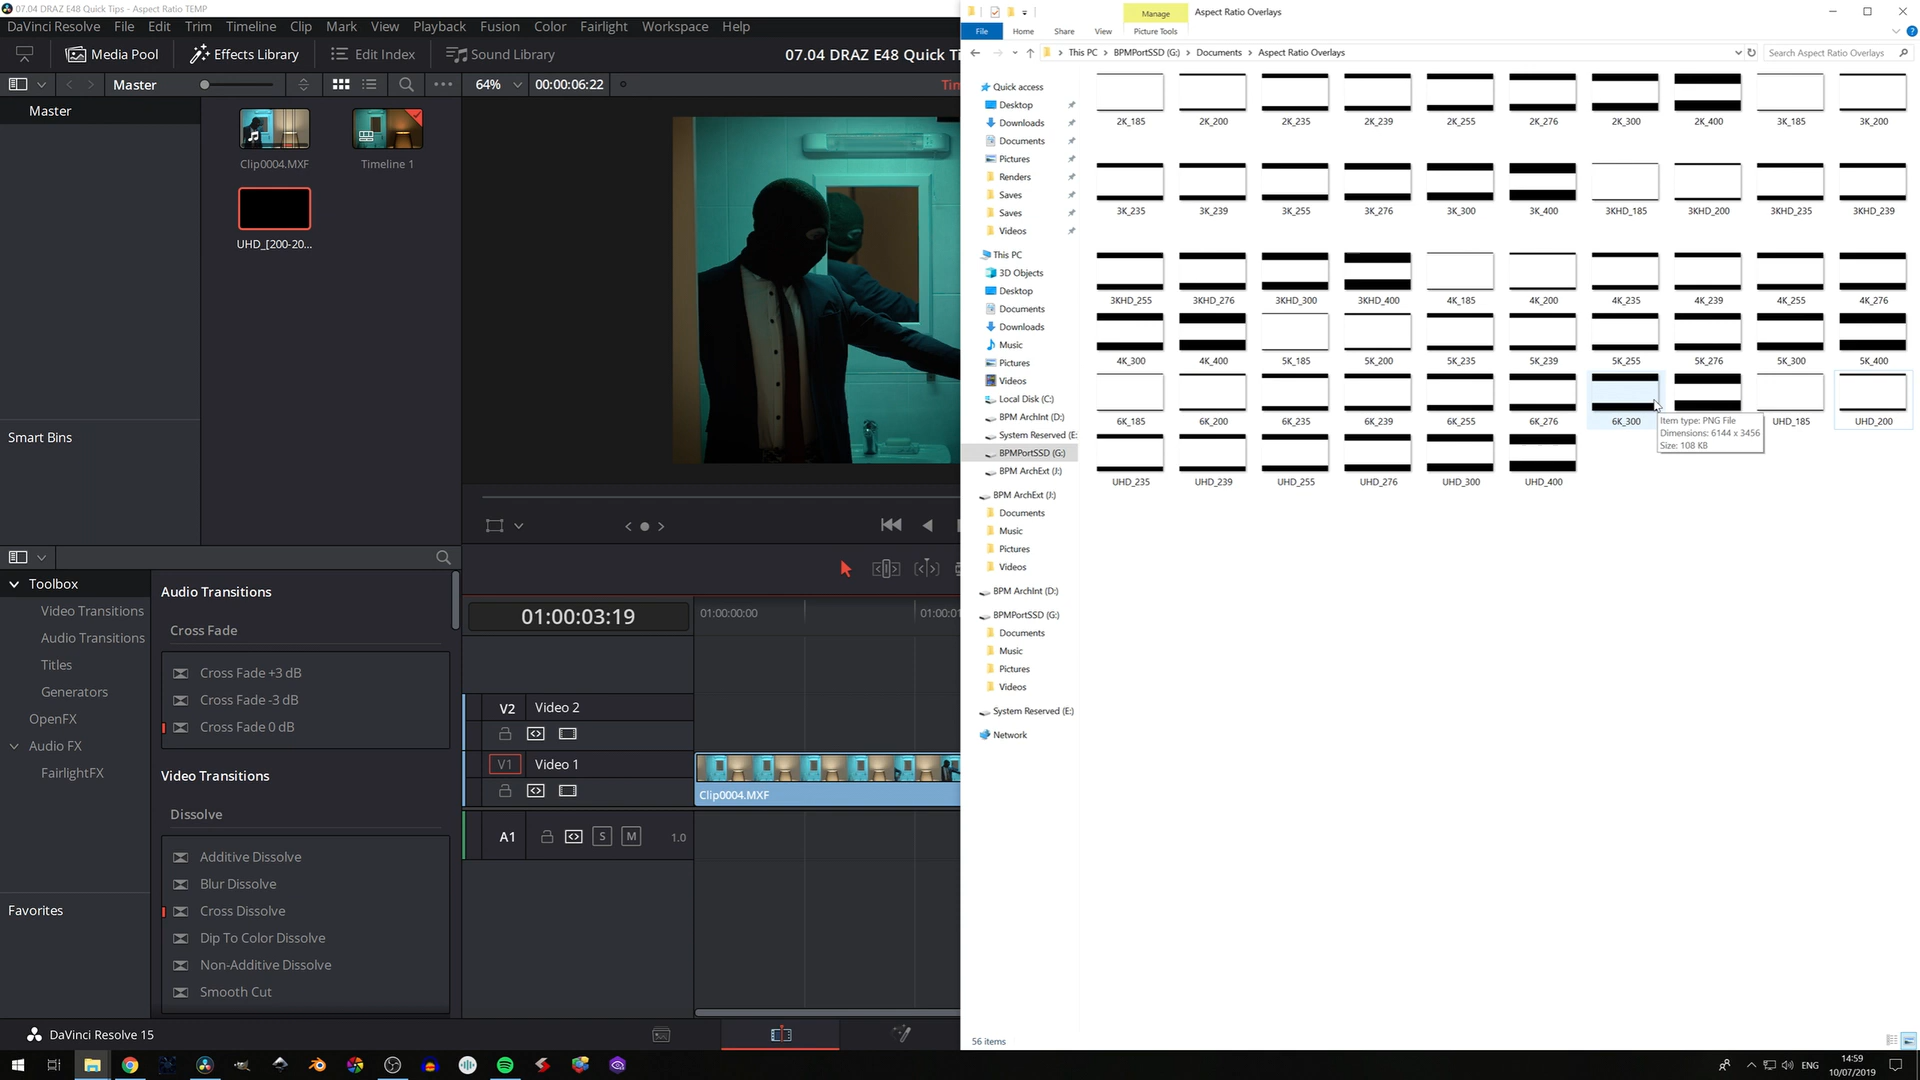 07.04 DRAZ E48 Quick Tips - Aspect Ratio TEMP
DaVinci Resolve File Edit Trim Timeline Clip Mark View Playback Fusion Color Fairlight Workspace Help
Media Pool Effects Library Edit Index Sound Library 07.04 DRAZ E48 Quick Ti
Master 64% 00:00:06:22 Tim
Master
Clip0004.MXF Timeline 1
UHD_[200-20...
Smart Bins
Toolbox
Video Transitions
Audio Transitions
Titles
Generators
OpenFX
Audio FX
FairlightFX
Favorites
Audio Transitions
Cross Fade
Cross Fade +3 dB
Cross Fade -3 dB
Cross Fade 0 dB
Video Transitions
Dissolve
Additive Dissolve
Blur Dissolve
Cross Dissolve
Dip To Color Dissolve
Non-Additive Dissolve
Smooth Cut
01:00:03:19 01:00:00:00 01:00:01
V2 Video 2
V1 Video 1
Clip0004.MXF
A1 S M 1.0
DaVinci Resolve 15
Manage Aspect Ratio Overlays
File Home Share View Picture Tools
This PC > BPMPortSSD (G:) > Documents > Aspect Ratio Overlays
Search Aspect Ratio Overlays
Quick access
Desktop
Downloads
Documents
Pictures
Renders
Saves
Saves
Videos
This PC
3D Objects
Desktop
Documents
Downloads
Music
Pictures
Videos
Local Disk (C:)
BPM ArchInt (D:)
System Reserved (E:
BPMPortSSD (G:)
BPM ArchExt (J:)
BPM ArchExt (J:)
Documents
Music
Pictures
Videos
BPM ArchInt (D:)
BPMPortSSD (G:)
Documents
Music
Pictures
Videos
System Reserved (E:)
Network
2K_185 2K_200 2K_235 2K_239 2K_255 2K_276 2K_300 2K_400 3K_185 3K_200
3K_235 3K_239 3K_255 3K_276 3K_300 3K_400 3KHD_185 3KHD_200 3KHD_235 3KHD_239
3KHD_255 3KHD_276 3KHD_300 3KHD_400 4K_185 4K_200 4K_235 4K_239 4K_255 4K_276
4K_300 4K_400 5K_185 5K_200 5K_235 5K_239 5K_255 5K_276 5K_300 5K_400
6K_185 6K_200 6K_235 6K_239 6K_255 6K_276 6K_300 UHD_185 UHD_200
Item type: PNG File
Dimensions: 6144 x 3456
Size: 108 KB
UHD_235 UHD_239 UHD_255 UHD_276 UHD_300 UHD_400
56 items
ENG 14:59
10/07/2019